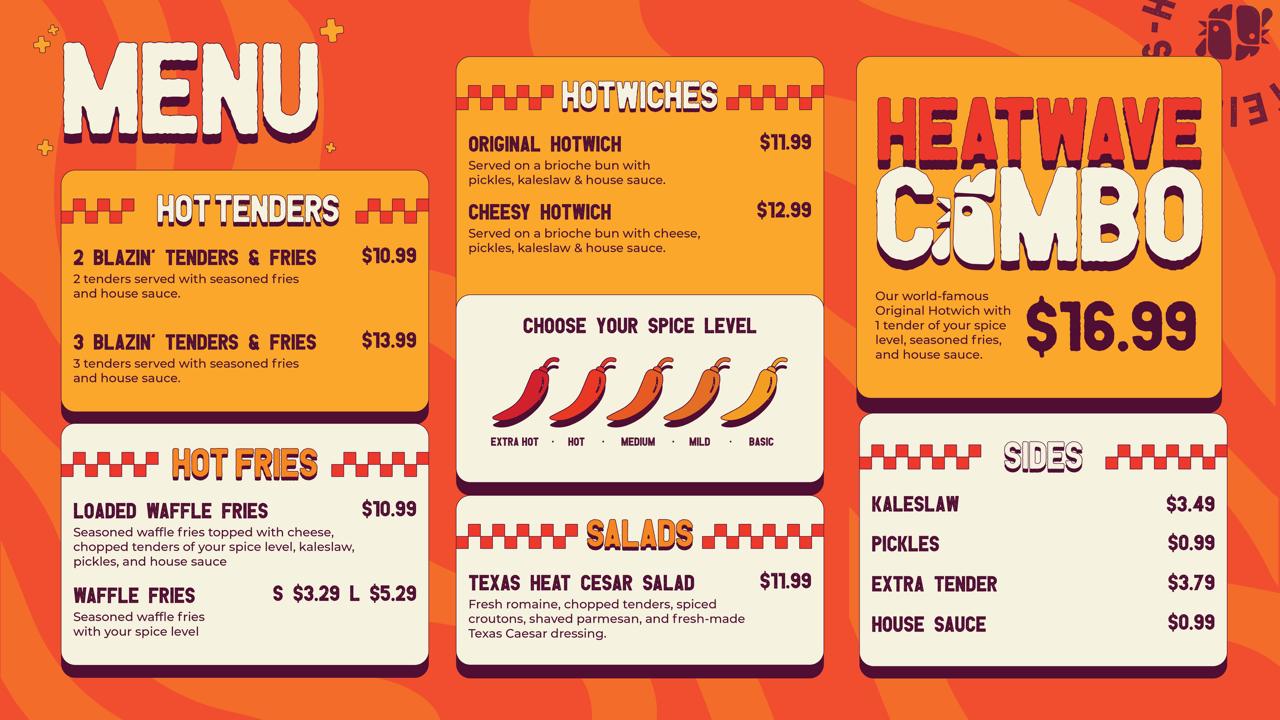 MENU
HOT TENDERS
2 BLAZIN' TENDERS & FRIES $10.99
2 tenders served with seasoned fries
and house sauce.
3 BLAZIN' TENDERS & FRIES $13.99
3 tenders served with seasoned fries
and house sauce.
HOT FRIES
LOADED WAFFLE FRIES $10.99
Seasoned waffle fries topped with cheese,
chopped tenders of your spice level, kaleslaw,
pickles, and house sauce
WAFFLE FRIES S $3.29 L $5.29
Seasoned waffle fries
with your spice level
HOTWICHES
ORIGINAL HOTWICH $11.99
Served on a brioche bun with
pickles, kaleslaw & house sauce.
CHEESY HOTWICH $12.99
Served on a brioche bun with cheese,
pickles, kaleslaw & house sauce.
CHOOSE YOUR SPICE LEVEL
EXTRA HOT · HOT · MEDIUM · MILD · BASIC
SALADS
TEXAS HEAT CESAR SALAD $11.99
Fresh romaine, chopped tenders, spiced
croutons, shaved parmesan, and fresh-made
Texas Caesar dressing.
HEATWAVE
COMBO
Our world-famous
Original Hotwich with
1 tender of your spice
level, seasoned fries,
and house sauce.
$16.99
SIDES
KALESLAW $3.49
PICKLES $0.99
EXTRA TENDER $3.79
HOUSE SAUCE $0.99